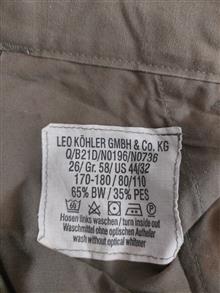 LEO KÖHLER GMBH & Co. KG
Q/B21D/N0196/N0736
26/ Gr. 58/ US 44/32
170-180 / 80/110
65% BW / 35% PES
Hosen links waschen / turn inside out
Waschmittel ohne optischen Aufheller
wash without optical whitner